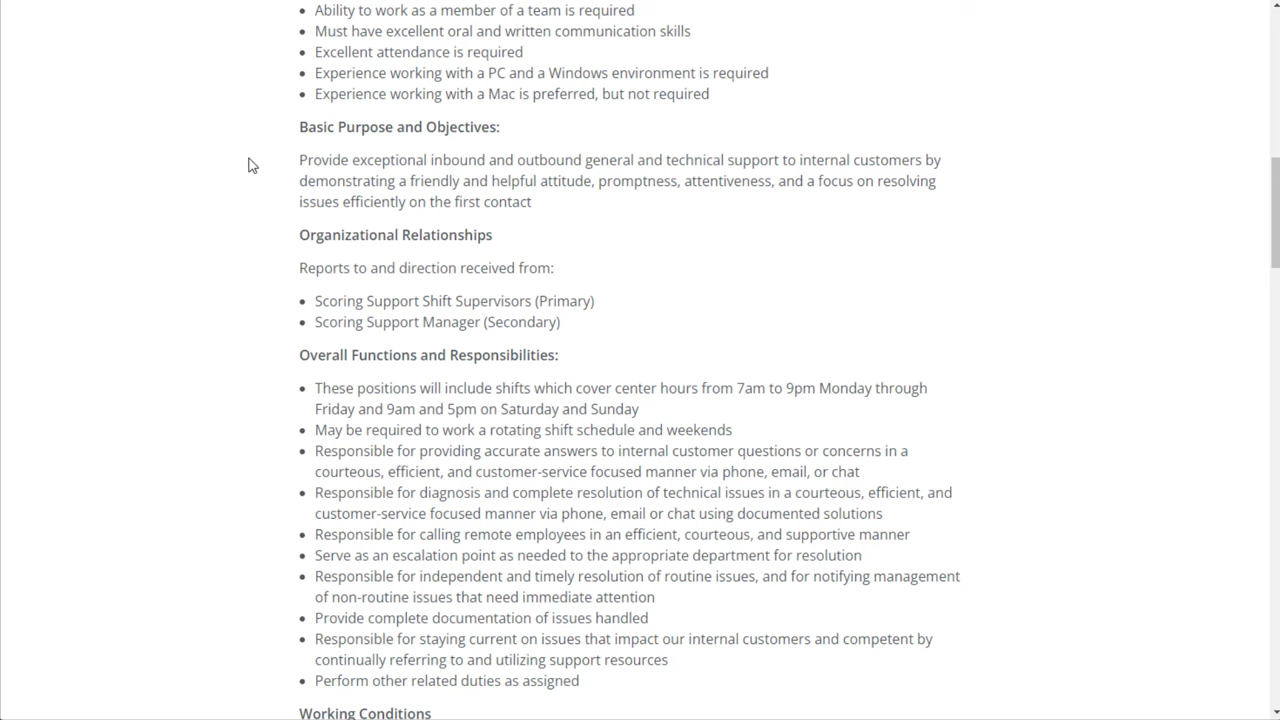 • Ability to work as a member of a team is required
• Must have excellent oral and written communication skills
• Excellent attendance is required
• Experience working with a PC and a Windows environment is required
• Experience working with a Mac is preferred, but not required
Basic Purpose and Objectives:
Provide exceptional inbound and outbound general and technical support to internal customers by
demonstrating a friendly and helpful attitude, promptness, attentiveness, and a focus on resolving
issues efficiently on the first contact
Organizational Relationships
Reports to and direction received from:
• Scoring Support Shift Supervisors (Primary)
• Scoring Support Manager (Secondary)
Overall Functions and Responsibilities:
• These positions will include shifts which cover center hours from 7am to 9pm Monday through
Friday and 9am and 5pm on Saturday and Sunday
• May be required to work a rotating shift schedule and weekends
• Responsible for providing accurate answers to internal customer questions or concerns in a
courteous, efficient, and customer-service focused manner via phone, email, or chat
• Responsible for diagnosis and complete resolution of technical issues in a courteous, efficient, and
customer-service focused manner via phone, email or chat using documented solutions
• Responsible for calling remote employees in an efficient, courteous, and supportive manner
• Serve as an escalation point as needed to the appropriate department for resolution
• Responsible for independent and timely resolution of routine issues, and for notifying management
of non-routine issues that need immediate attention
• Provide complete documentation of issues handled
• Responsible for staying current on issues that impact our internal customers and competent by
continually referring to and utilizing support resources
• Perform other related duties as assigned
Working Conditions